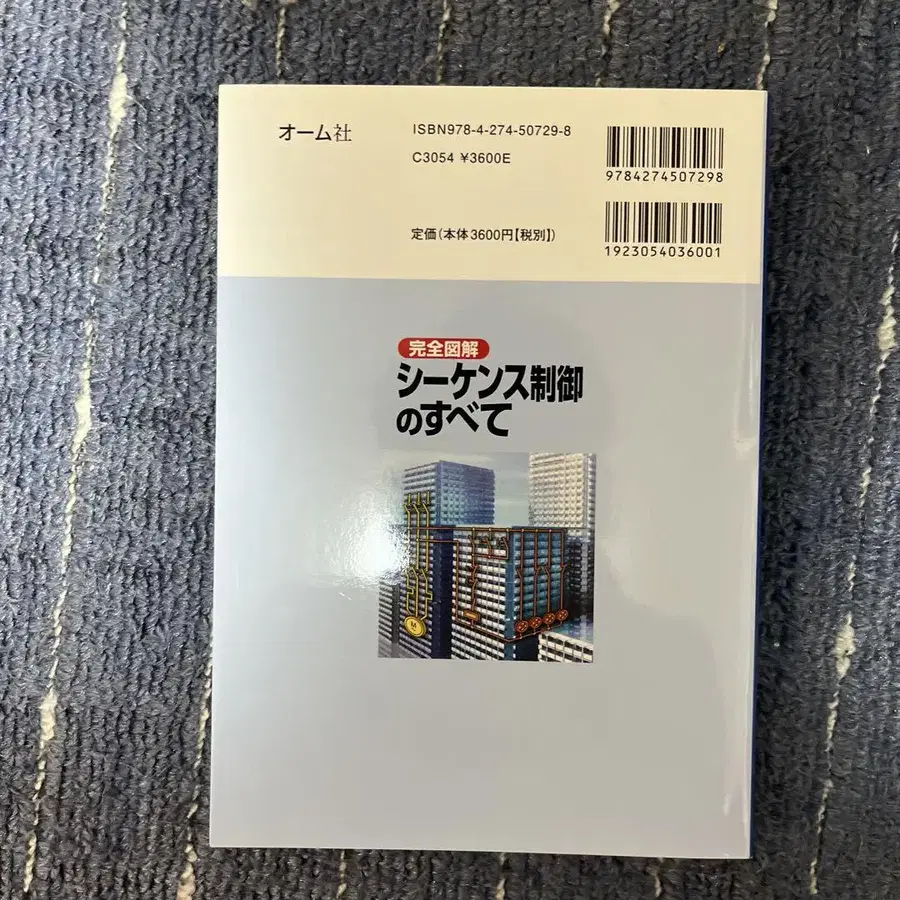 オーム社
ISBN978-4-274-50729-8
C3054 ¥3600E
定価(本体3600円【税別】)
9784274507298
1923054036001
完全図解
シーケンス制御
のすべて
M